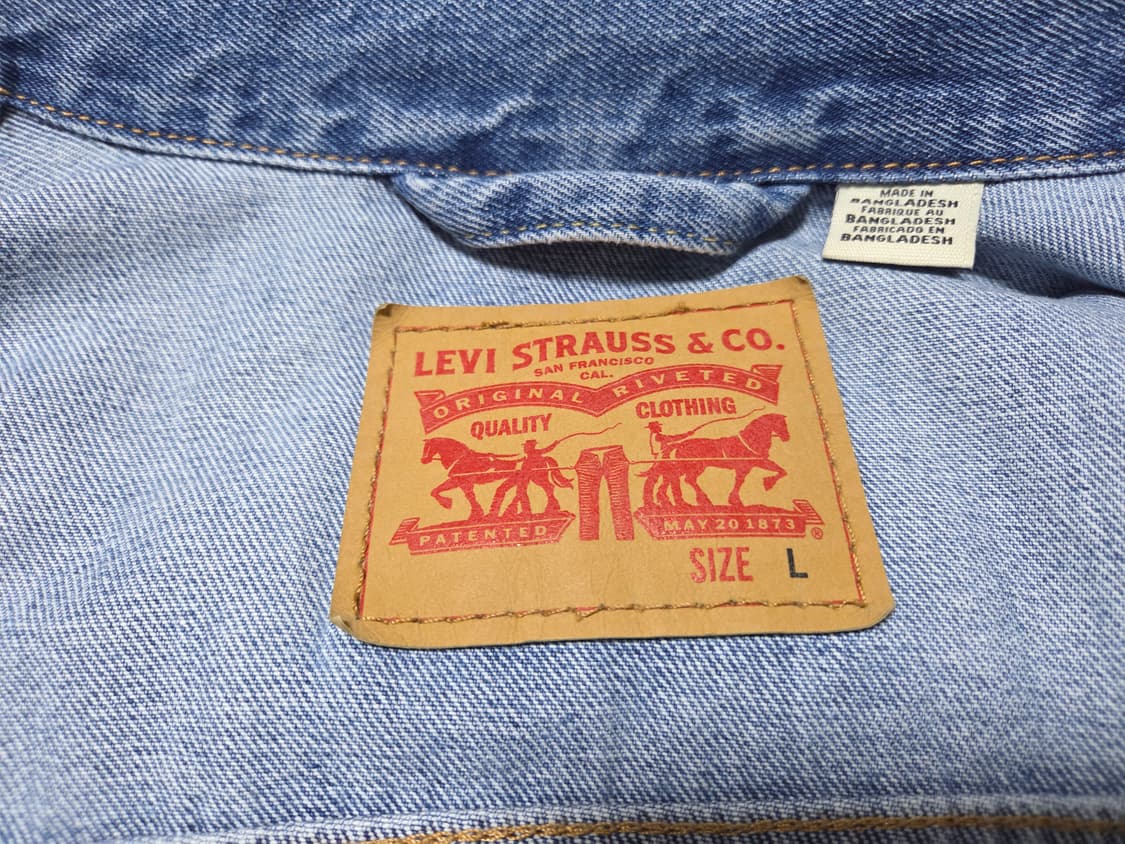 MADE IN
BANGLADESH
FABRIQUE AU
BANGLADESH
FABRICADO EN
BANGLADESH
LEVI STRAUSS & CO.
SAN FRANCISCO
CAL.
ORIGINAL RIVETED
QUALITY CLOTHING
PATENTED MAY 20 1873 ®
SIZE L